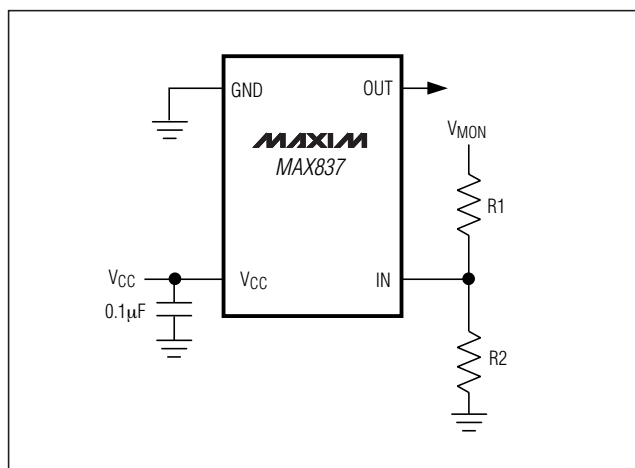 GND
OUT
MAXIM
MAX837
VMON
R1
VCC
VCC
IN
0.1µF
R2